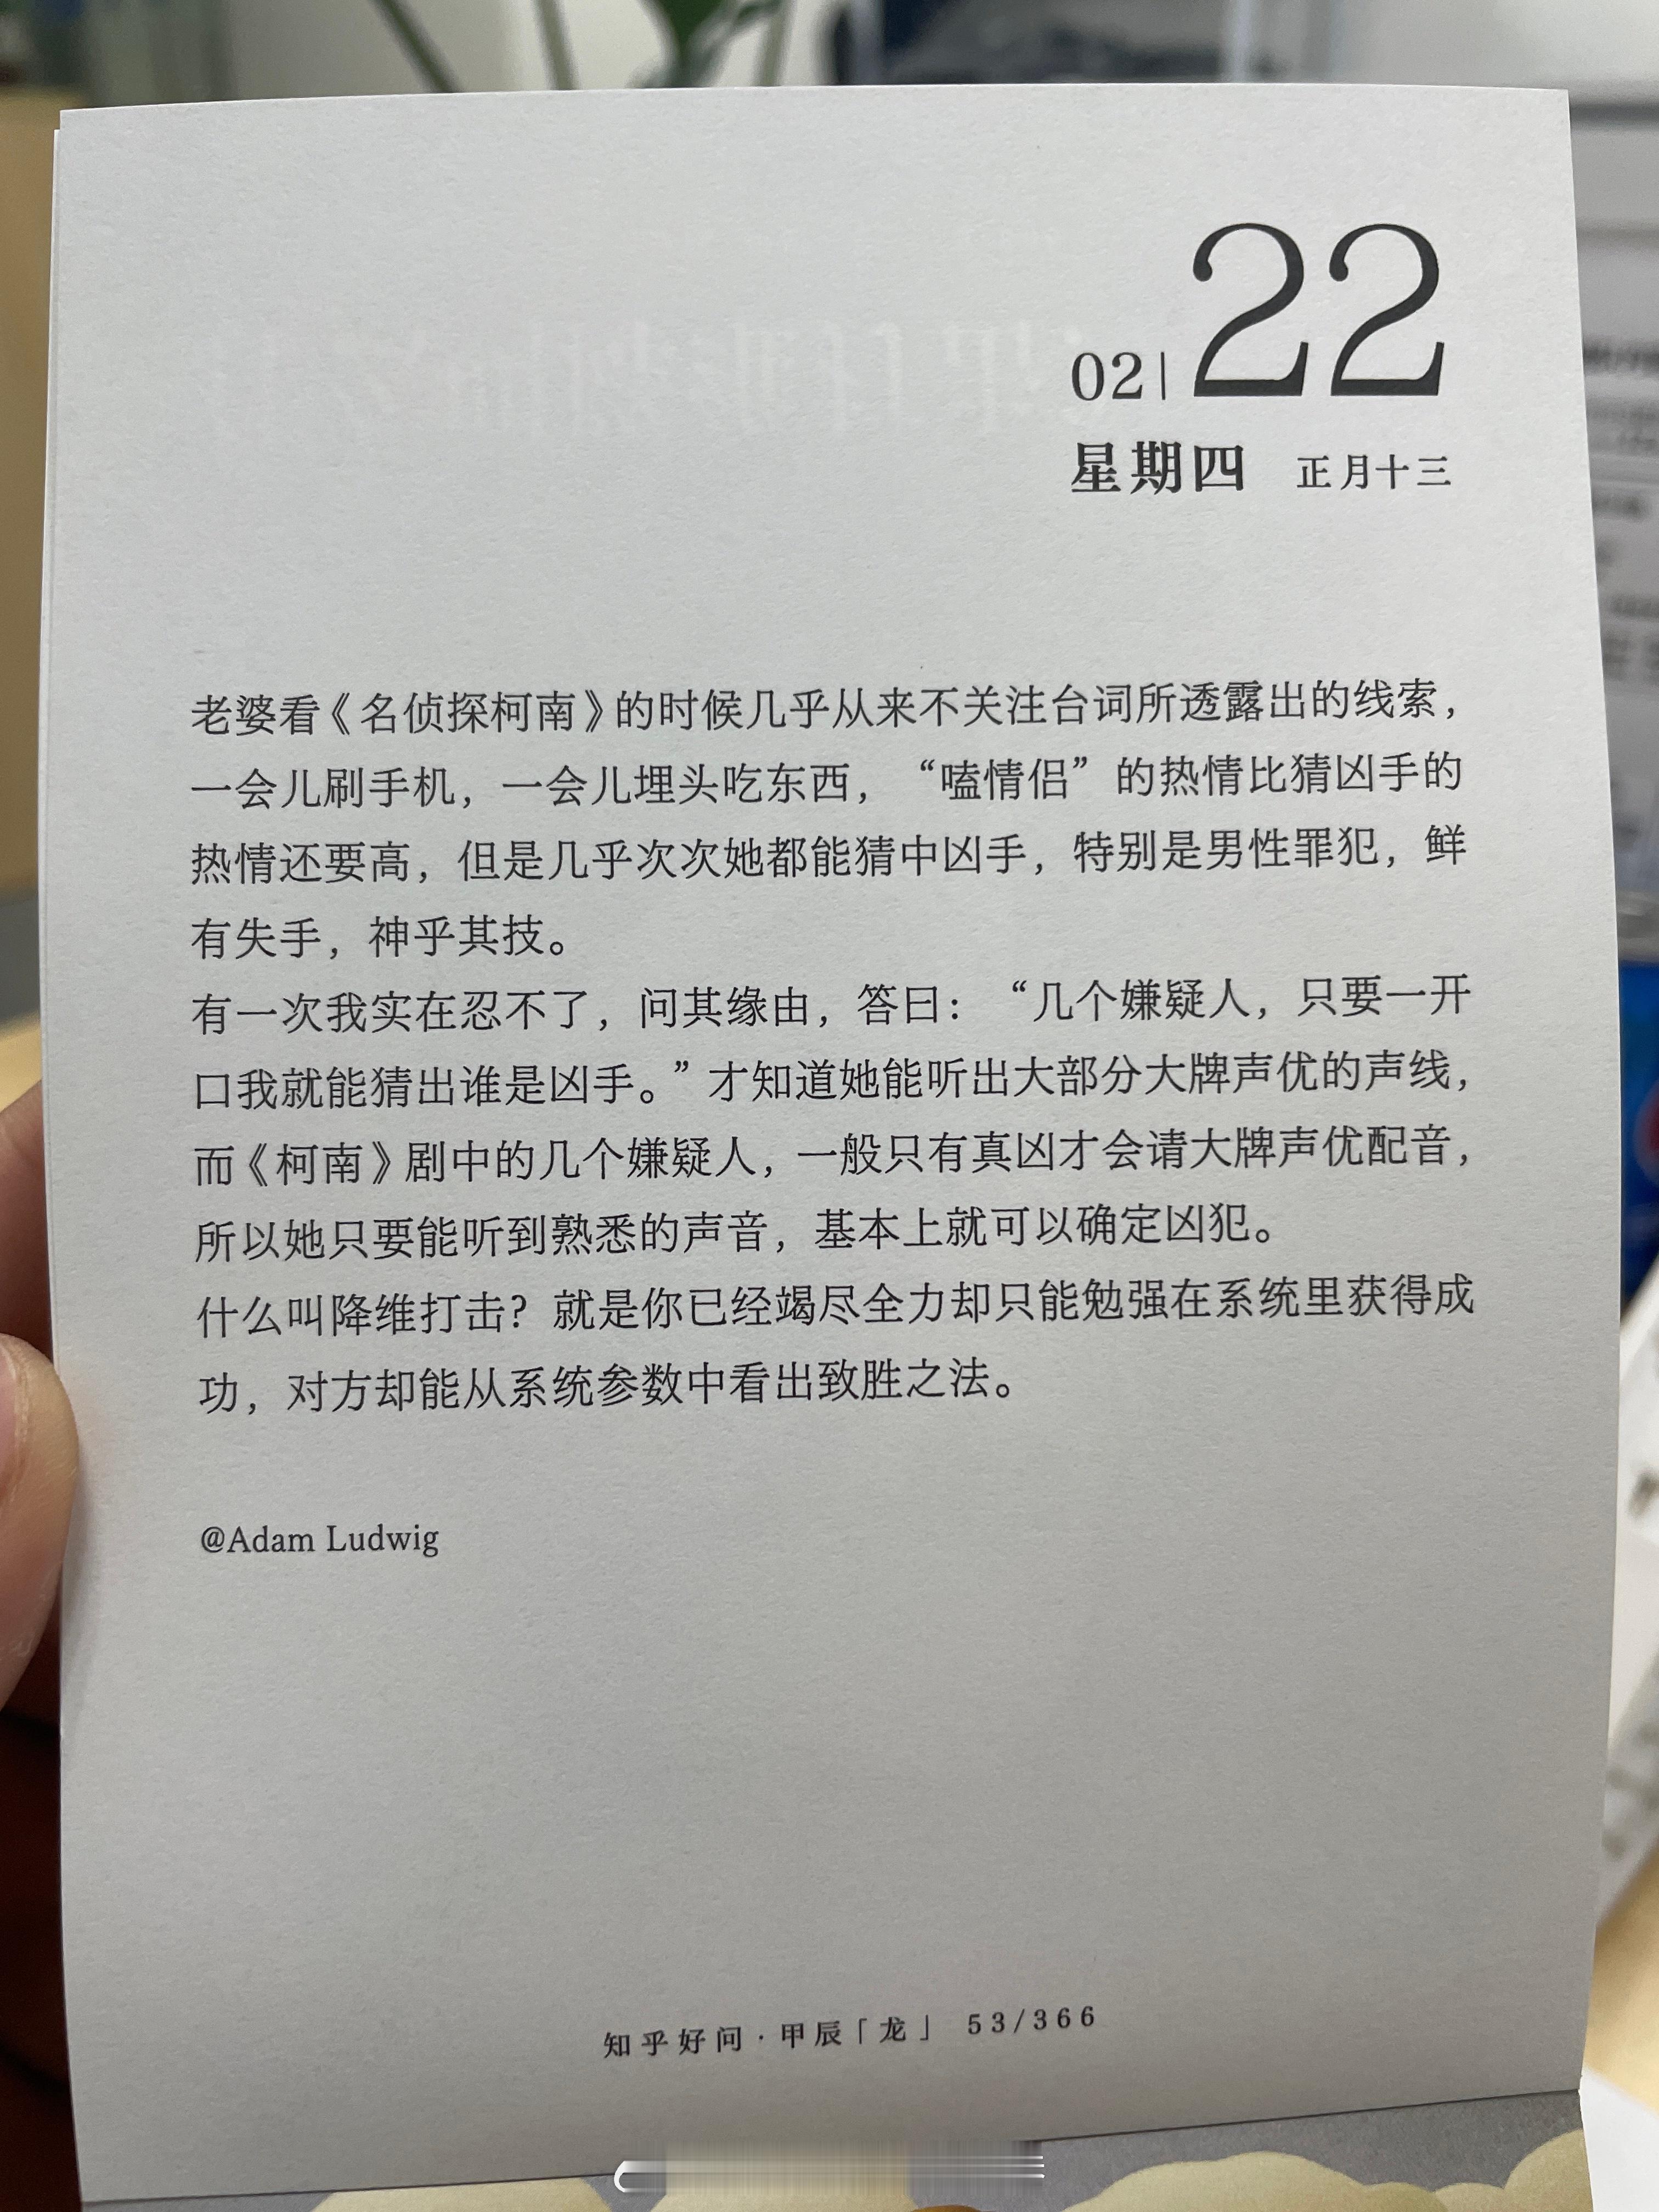 02|22
星期四 正月十三
老婆看《名侦探柯南》的时候几乎从来不关注台词所透露出的线索，
一会儿刷手机，一会儿埋头吃东西，“嗑情侣”的热情比猜凶手的
热情还要高，但是几乎次次她都能猜中凶手，特别是男性罪犯，鲜
有失手，神乎其技。
有一次我实在忍不了，问其缘由，答曰：“几个嫌疑人，只要一开
口我就能猜出谁是凶手。”才知道她能听出大部分大牌声优的声线，
而《柯南》剧中的几个嫌疑人，一般只有真凶才会请大牌声优配音，
所以她只要能听到熟悉的声音，基本上就可以确定凶犯。
什么叫降维打击？就是你已经竭尽全力却只能勉强在系统里获得成
功，对方却能从系统参数中看出致胜之法。
@Adam Ludwig
知乎好问·甲辰「龙」 53/366